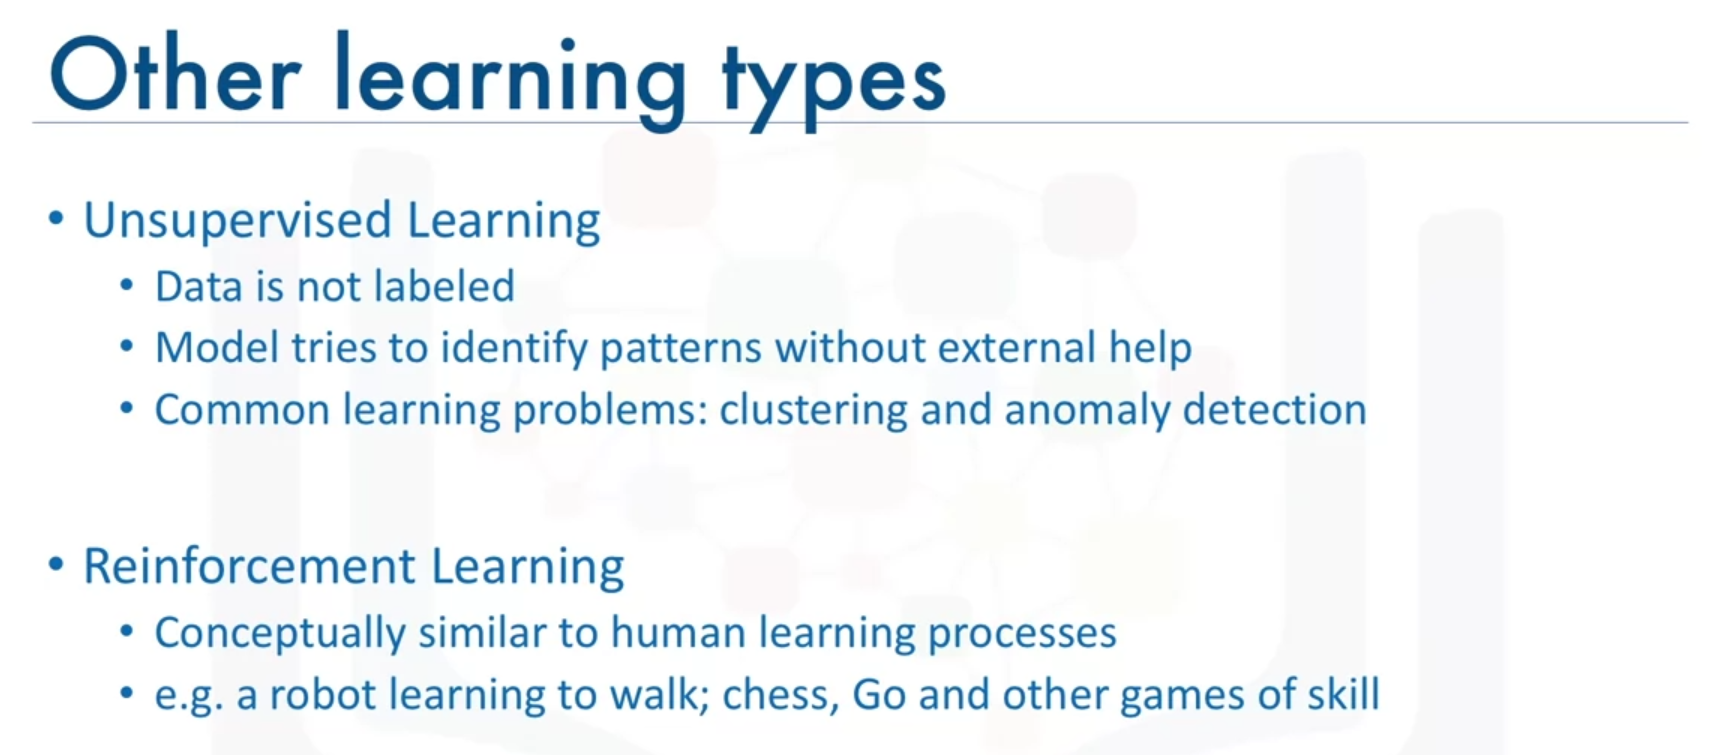 Other learning types
• Unsupervised Learning
• Data is not labeled
• Model tries to identify patterns without external help
• Common learning problems: clustering and anomaly detection
• Reinforcement Learning
• Conceptually similar to human learning processes
• e.g. a robot learning to walk; chess, Go and other games of skill